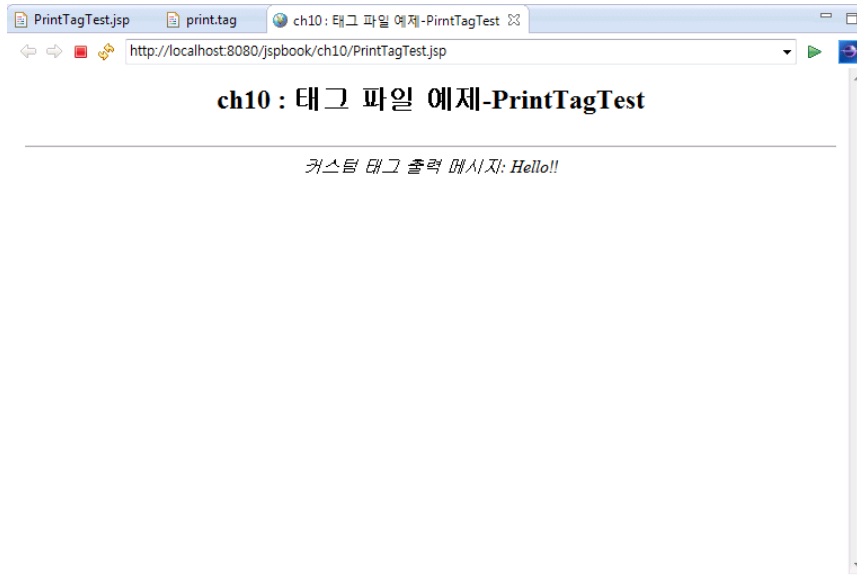 PrintTagTest.jsp
print.tag
ch10 : 태그 파일 예제-PirntTagTest
http://localhost:8080/jspbook/ch10/PrintTagTest.jsp
ch10 : 태그 파일 예제-PrintTagTest
커스텀 태그 출력 메시지: Hello!!